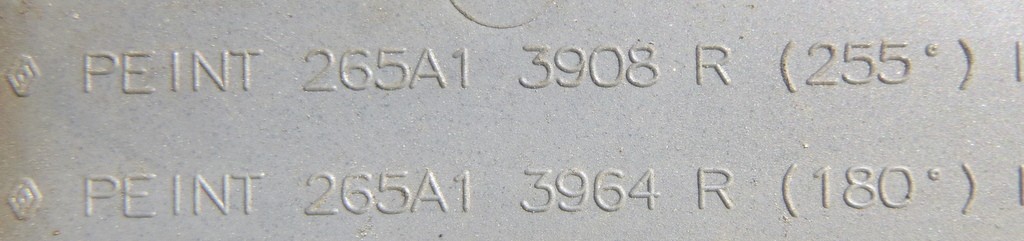 PEINT 265A1 3908 R (255°)
PEINT 265A1 3964 R (180°)